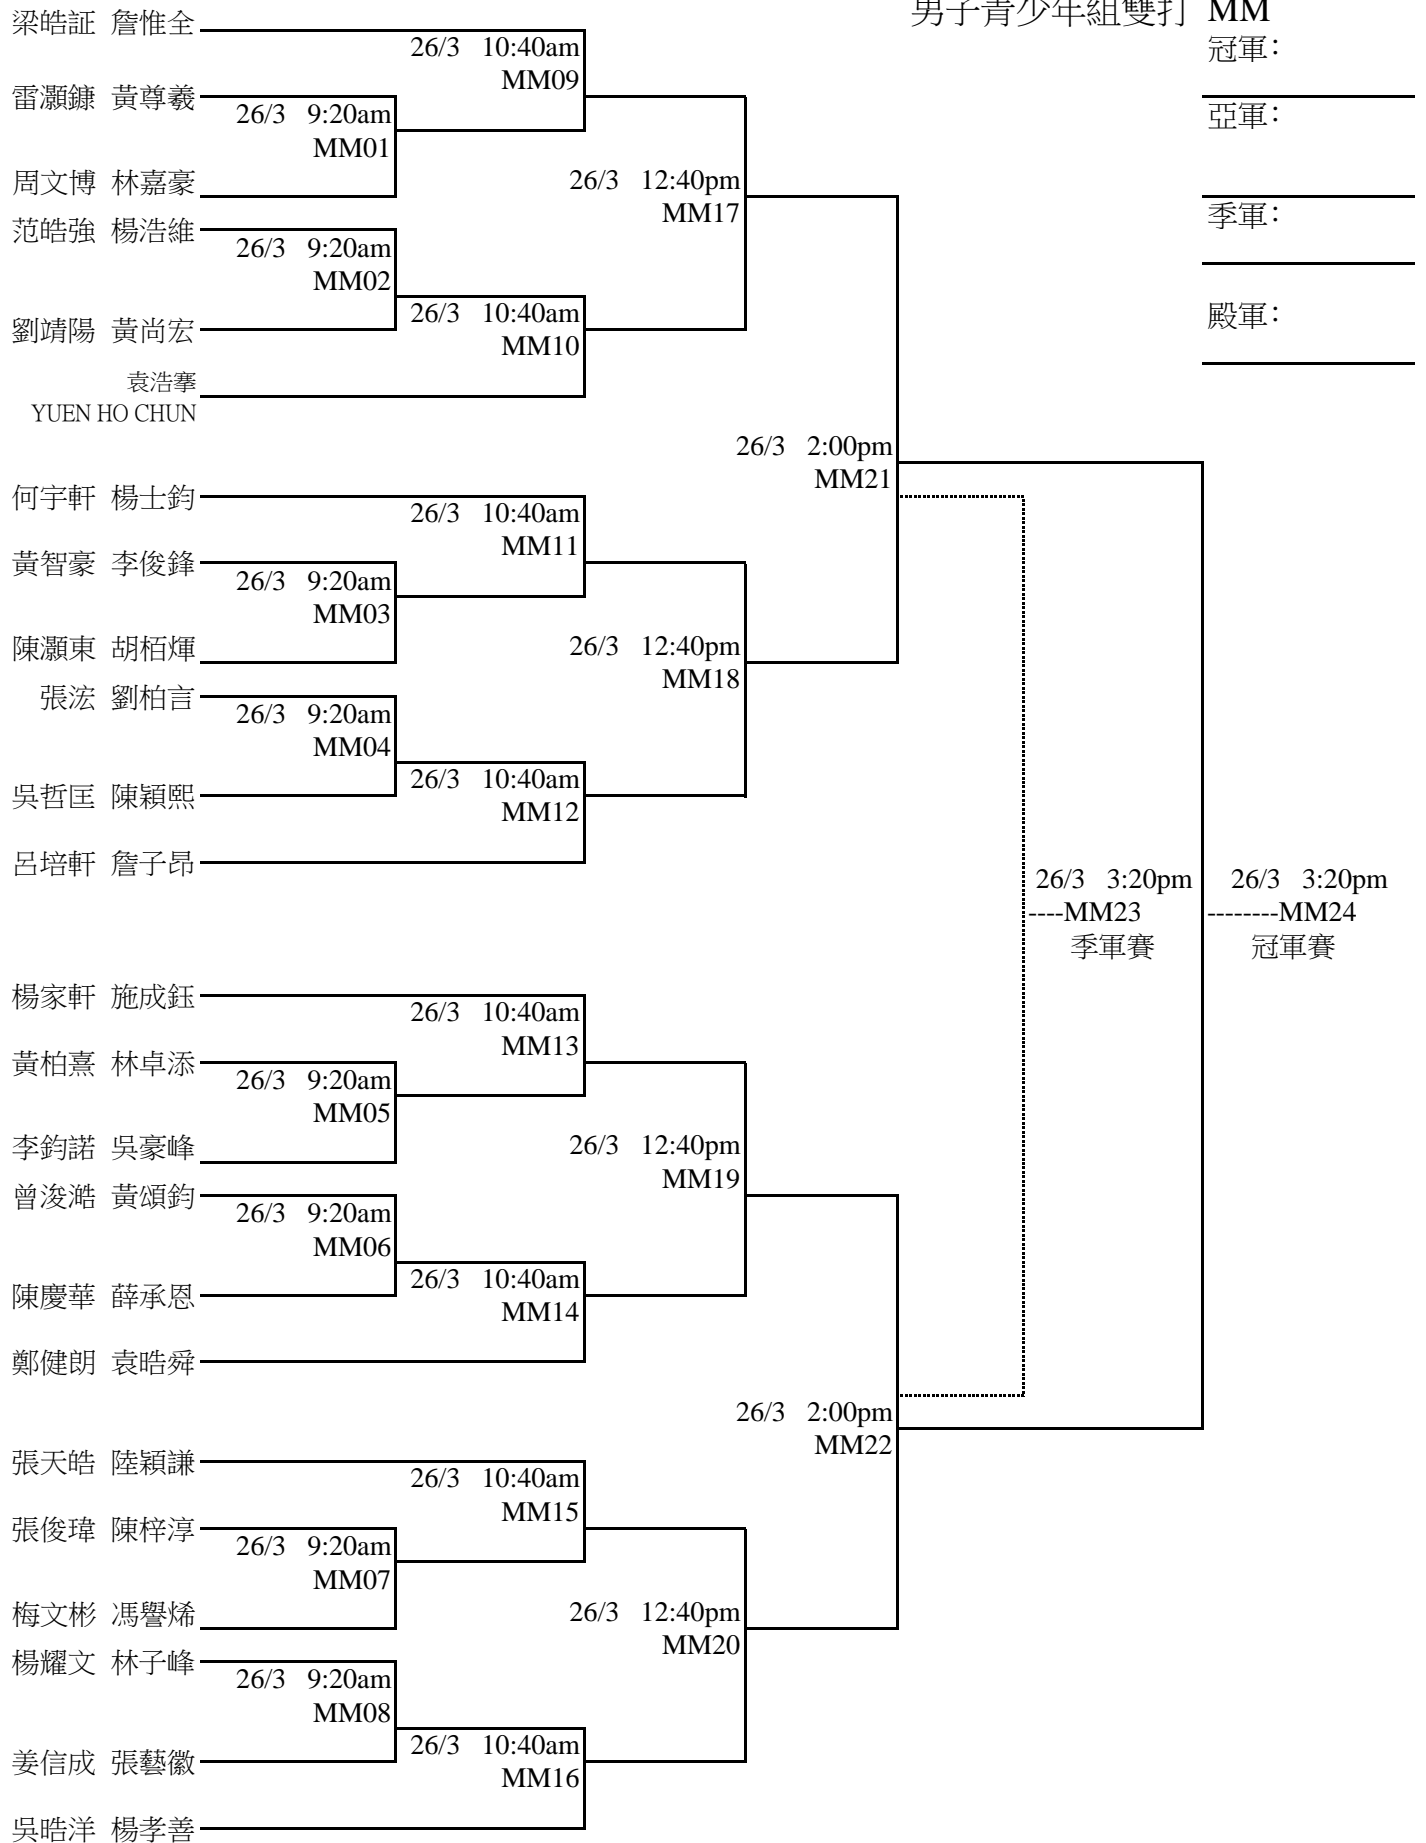 男子青少年組雙打 MM
冠軍：
亞軍：
季軍：
殿軍：
梁皓証 詹惟全
26/3 10:40am
MM09
雷灝鏮 黃尊羲
26/3 9:20am
MM01
周文博 林嘉豪
26/3 12:40pm
MM17
范皓強 楊浩維
26/3 9:20am
MM02
劉靖陽 黃尚宏
26/3 10:40am
MM10
袁浩搴
YUEN HO CHUN
26/3 2:00pm
MM21
何宇軒 楊士鈞
26/3 10:40am
MM11
黃智豪 李俊鋒
26/3 9:20am
MM03
陳灝東 胡栢煇
26/3 12:40pm
MM18
張浤 劉柏言
26/3 9:20am
MM04
吳哲匡 陳穎熙
26/3 10:40am
MM12
呂培軒 詹子昂
26/3 3:20pm
----MM23
季軍賽
26/3 3:20pm
--------MM24
冠軍賽
楊家軒 施成鈺
26/3 10:40am
MM13
黃柏熹 林卓添
26/3 9:20am
MM05
李鈞諾 吳豪峰
26/3 12:40pm
MM19
曾浚澔 黃頌鈞
26/3 9:20am
MM06
陳慶華 薛承恩
26/3 10:40am
MM14
鄭健朗 袁晧舜
26/3 2:00pm
MM22
張天皓 陸穎謙
26/3 10:40am
MM15
張俊瑋 陳梓淳
26/3 9:20am
MM07
梅文彬 馮譽烯
26/3 12:40pm
MM20
楊耀文 林子峰
26/3 9:20am
MM08
姜信成 張藝徽
26/3 10:40am
MM16
吳晧洋 楊孝善